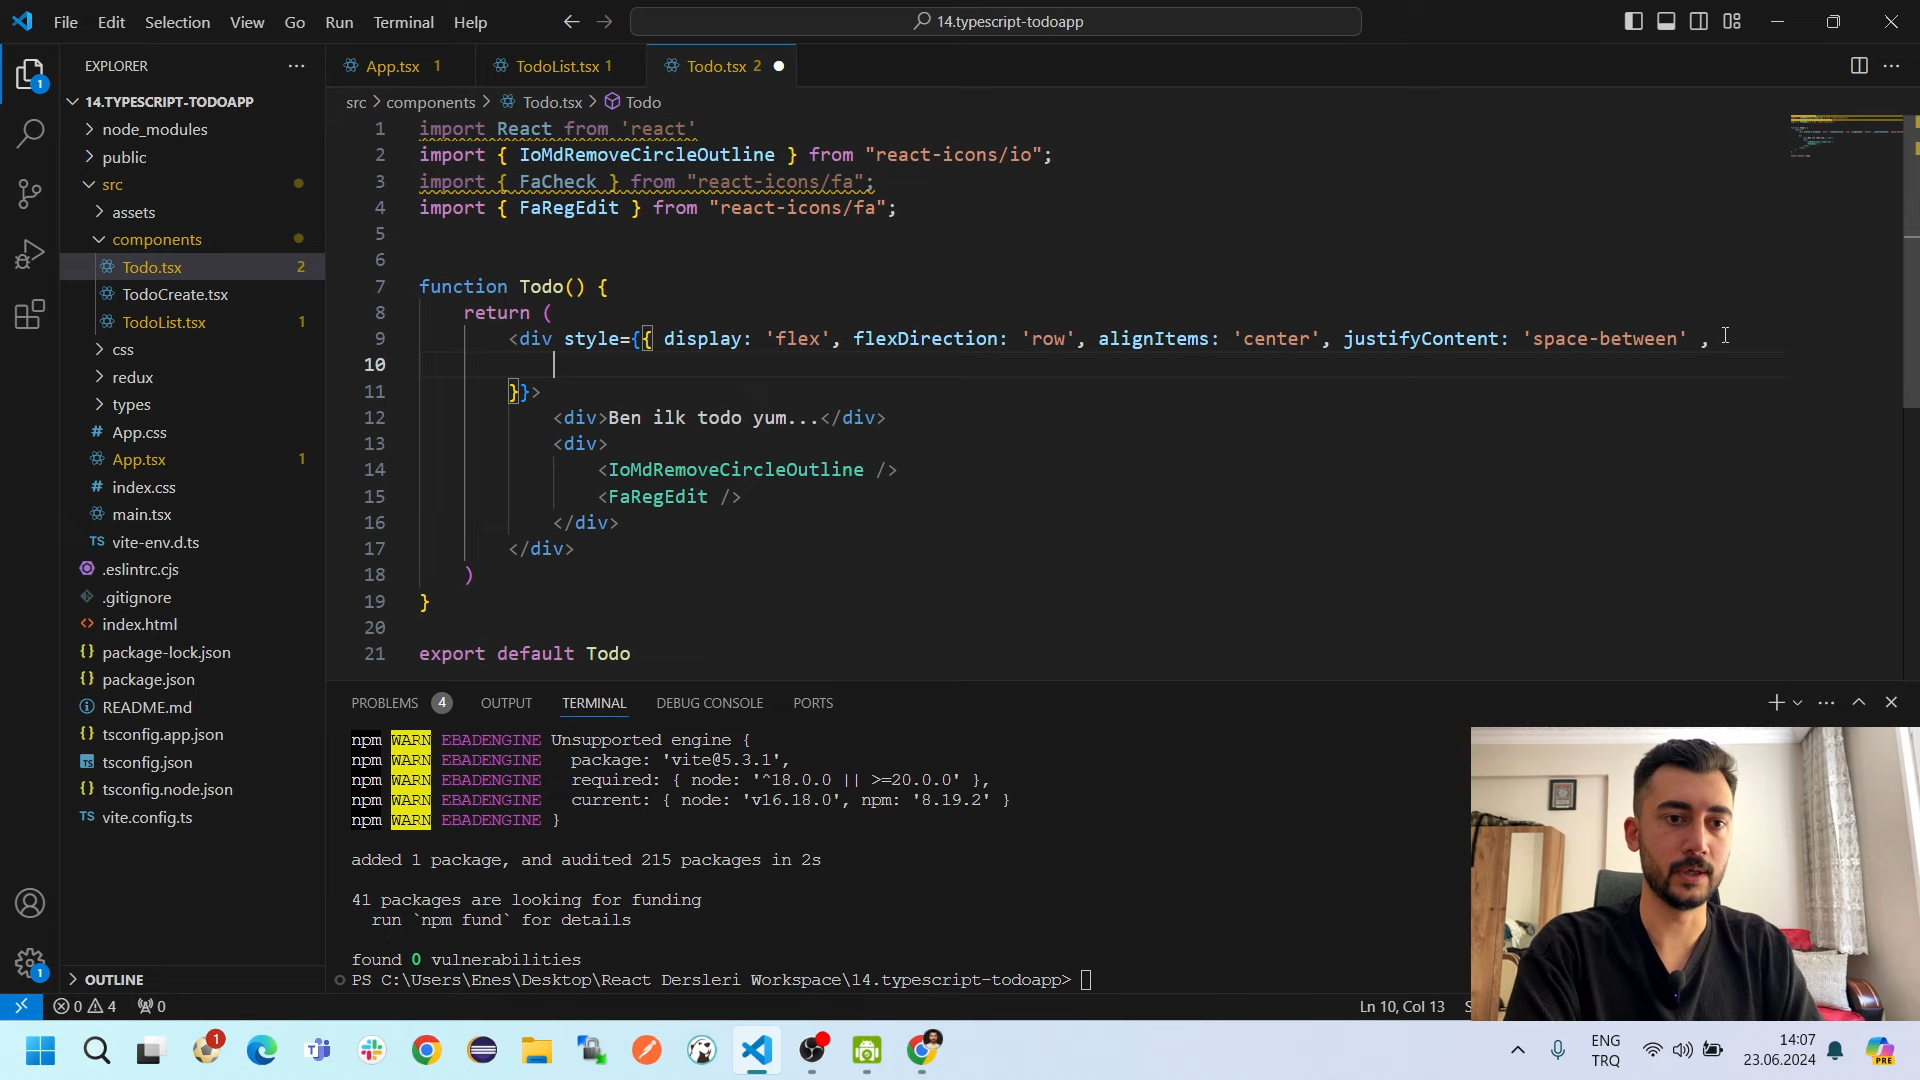 File Edit Selection View Go Run Terminal Help
14.typescript-todoapp
EXPLORER
14.TYPESCRIPT-TODOAPP
node_modules
public
src
assets
components
Todo.tsx 2
TodoCreate.tsx
TodoList.tsx 1
css
redux
types
App.css
App.tsx 1
index.css
main.tsx
vite-env.d.ts
.eslintrc.cjs
.gitignore
index.html
package-lock.json
package.json
README.md
tsconfig.app.json
tsconfig.json
tsconfig.node.json
vite.config.ts
OUTLINE
App.tsx 1 TodoList.tsx 1 Todo.tsx 2
src > components > Todo.tsx > Todo
1 import React from 'react'
2 import { IoMdRemoveCircleOutline } from "react-icons/io";
3 import { FaCheck } from "react-icons/fa";
4 import { FaRegEdit } from "react-icons/fa";
5
6
7 function Todo() {
8 return (
9 <div style={{ display: 'flex', flexDirection: 'row', alignItems: 'center', justifyContent: 'space-between' ,
10
11 }}>
12 <div>Ben ilk todo yum...</div>
13 <div>
14 <IoMdRemoveCircleOutline />
15 <FaRegEdit />
16 </div>
17 </div>
18 )
19 }
20
21 export default Todo
PROBLEMS 4 OUTPUT TERMINAL DEBUG CONSOLE PORTS
npm WARN EBADENGINE Unsupported engine {
npm WARN EBADENGINE package: 'vite@5.3.1',
npm WARN EBADENGINE required: { node: '^18.0.0 || >=20.0.0' },
npm WARN EBADENGINE current: { node: 'v16.18.0', npm: '8.19.2' }
npm WARN EBADENGINE }
added 1 package, and audited 215 packages in 2s
41 packages are looking for funding
run `npm fund` for details
found 0 vulnerabilities
PS C:\Users\Enes\Desktop\React Dersleri Workspace\14.typescript-todoapp>
0 4 0
Ln 10, Col 13
ENG
TRQ
14:07
23.06.2024